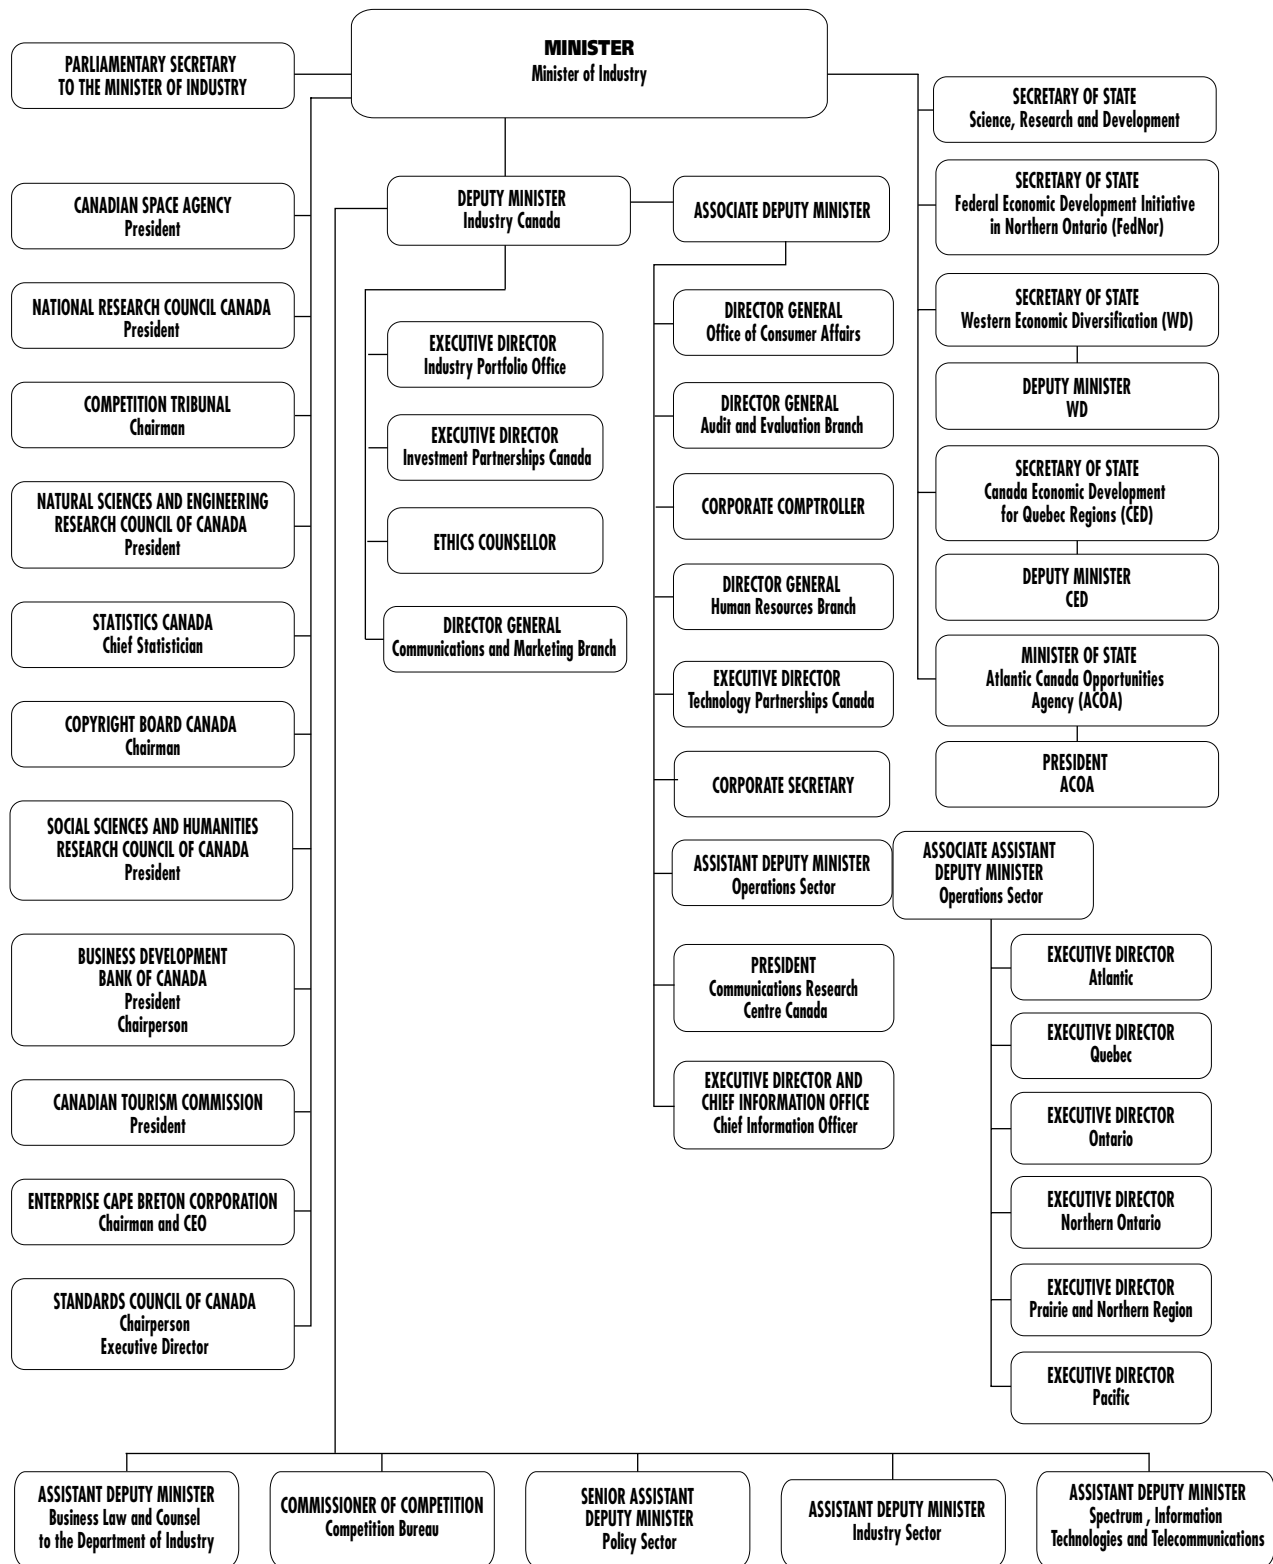 MINISTER
Minister of Industry
PARLIAMENTARY SECRETARY
TO THE MINISTER OF INDUSTRY
CANADIAN SPACE AGENCY
President
NATIONAL RESEARCH COUNCIL CANADA
President
COMPETITION TRIBUNAL
Chairman
NATURAL SCIENCES AND ENGINEERING
RESEARCH COUNCIL OF CANADA
President
STATISTICS CANADA
Chief Statistician
COPYRIGHT BOARD CANADA
Chairman
SOCIAL SCIENCES AND HUMANITIES
RESEARCH COUNCIL OF CANADA
President
BUSINESS DEVELOPMENT
BANK OF CANADA
President
Chairperson
CANADIAN TOURISM COMMISSION
President
ENTERPRISE CAPE BRETON CORPORATION
Chairman and CEO
STANDARDS COUNCIL OF CANADA
Chairperson
Executive Director
DEPUTY MINISTER
Industry Canada
EXECUTIVE DIRECTOR
Industry Portfolio Office
EXECUTIVE DIRECTOR
Investment Partnerships Canada
ETHICS COUNSELLOR
DIRECTOR GENERAL
Communications and Marketing Branch
ASSOCIATE DEPUTY MINISTER
DIRECTOR GENERAL
Office of Consumer Affairs
DIRECTOR GENERAL
Audit and Evaluation Branch
CORPORATE COMPTROLLER
DIRECTOR GENERAL
Human Resources Branch
EXECUTIVE DIRECTOR
Technology Partnerships Canada
CORPORATE SECRETARY
ASSISTANT DEPUTY MINISTER
Operations Sector
PRESIDENT
Communications Research
Centre Canada
EXECUTIVE DIRECTOR AND
CHIEF INFORMATION OFFICE
Chief Information Officer
SECRETARY OF STATE
Science, Research and Development
SECRETARY OF STATE
Federal Economic Development Initiative
in Northern Ontario (FedNor)
SECRETARY OF STATE
Western Economic Diversification (WD)
DEPUTY MINISTER
WD
SECRETARY OF STATE
Canada Economic Development
for Quebec Regions (CED)
DEPUTY MINISTER
CED
MINISTER OF STATE
Atlantic Canada Opportunities
Agency (ACOA)
PRESIDENT
ACOA
ASSOCIATE ASSISTANT
DEPUTY MINISTER
Operations Sector
EXECUTIVE DIRECTOR
Atlantic
EXECUTIVE DIRECTOR
Quebec
EXECUTIVE DIRECTOR
Ontario
EXECUTIVE DIRECTOR
Northern Ontario
EXECUTIVE DIRECTOR
Prairie and Northern Region
EXECUTIVE DIRECTOR
Pacific
ASSISTANT DEPUTY MINISTER
Business Law and Counsel
to the Department of Industry
COMMISSIONER OF COMPETITION
Competition Bureau
SENIOR ASSISTANT
DEPUTY MINISTER
Policy Sector
ASSISTANT DEPUTY MINISTER
Industry Sector
ASSISTANT DEPUTY MINISTER
Spectrum , Information
Technologies and Telecommunications